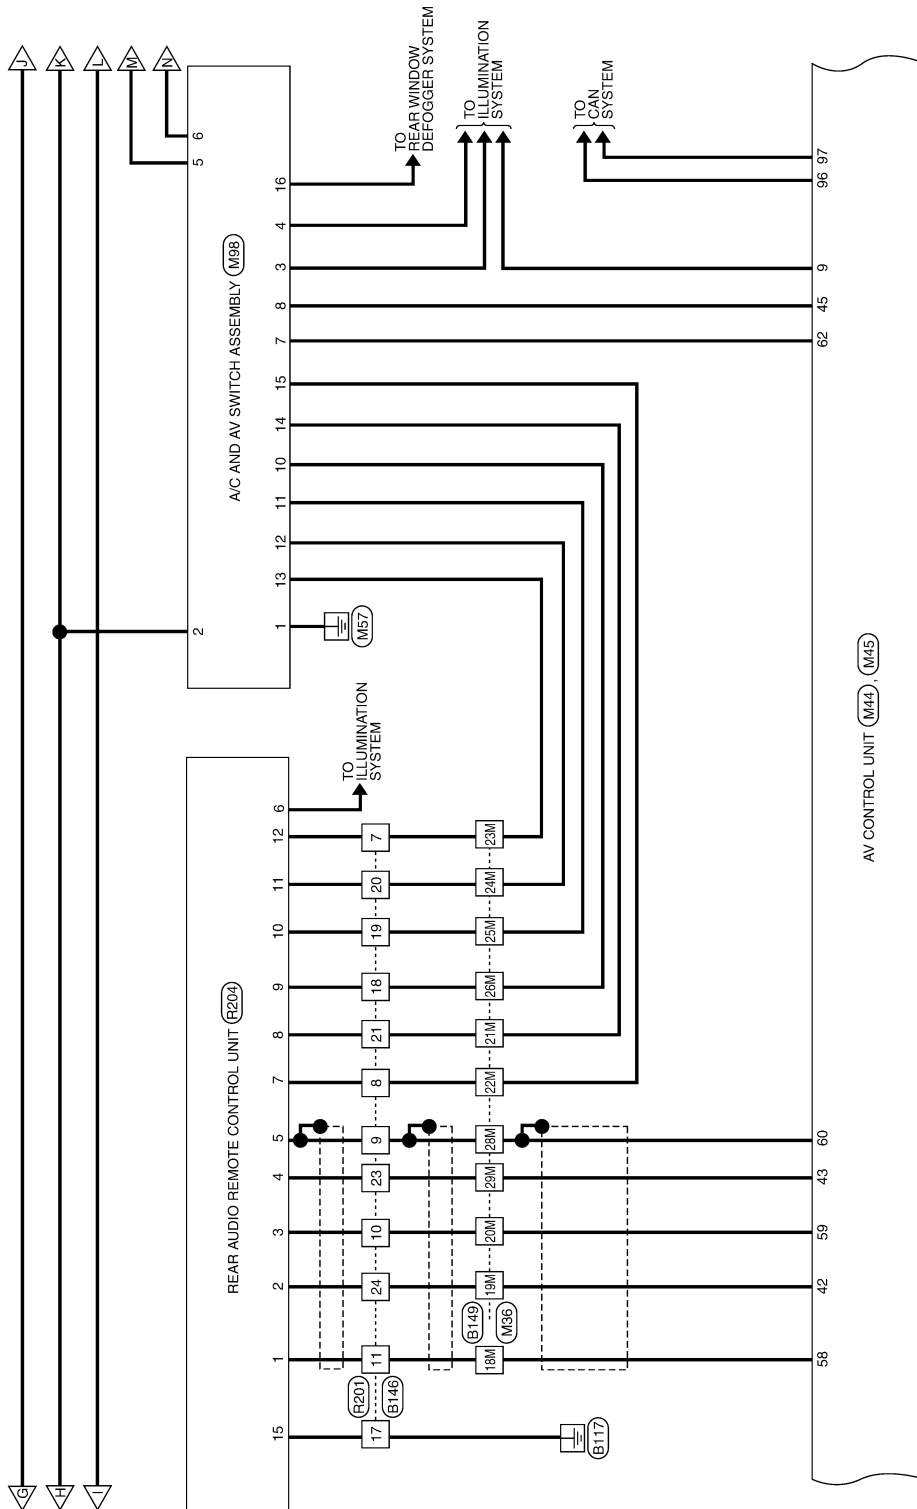 J
K
L
M
N
G
H
I
5
6
2
A/C AND AV SWITCH ASSEMBLY M98
1
13
12
11
10
14
15
7
8
3
4
16
M57
TO
REAR WINDOW
DEFOGGER SYSTEM
TO
ILLUMINATION
SYSTEM
TO
CAN
SYSTEM
REAR AUDIO REMOTE CONTROL UNIT R204
15
1
2
3
4
5
7
8
9
10
11
12
6
TO
ILLUMINATION
SYSTEM
R201
B146
17
11
24
10
23
9
8
21
18
19
20
7
B149
M36
18M
19M
20M
29M
28M
22M
21M
26M
25M
24M
23M
B117
58
42
59
43
60
62
45
9
96
97
AV CONTROL UNIT M44 , M45